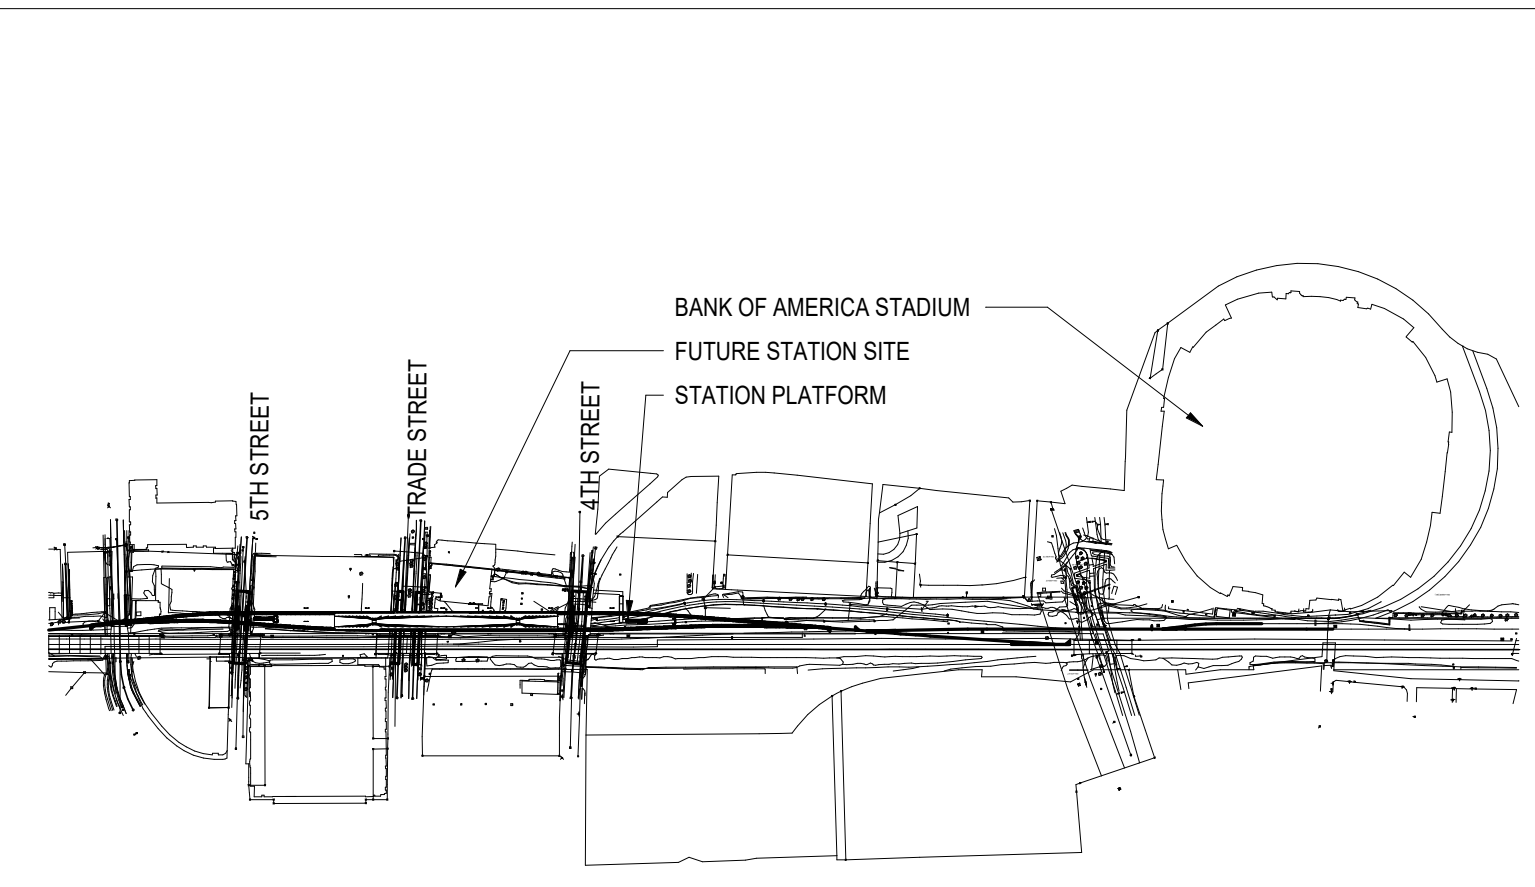 BANK OF AMERICA STADIUM
FUTURE STATION SITE
STATION PLATFORM
5TH STREET
TRADE STREET
4TH STREET